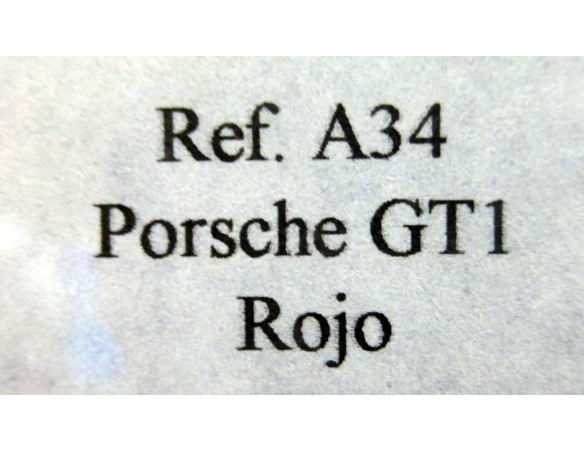 Ref. A34
Porsche GT1
Rojo